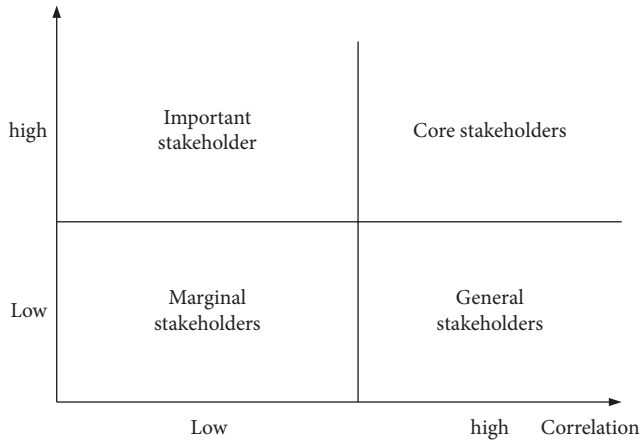 high
Important
stakeholder
Core stakeholders
Low
Marginal
stakeholders
General
stakeholders
Low
high
Correlation